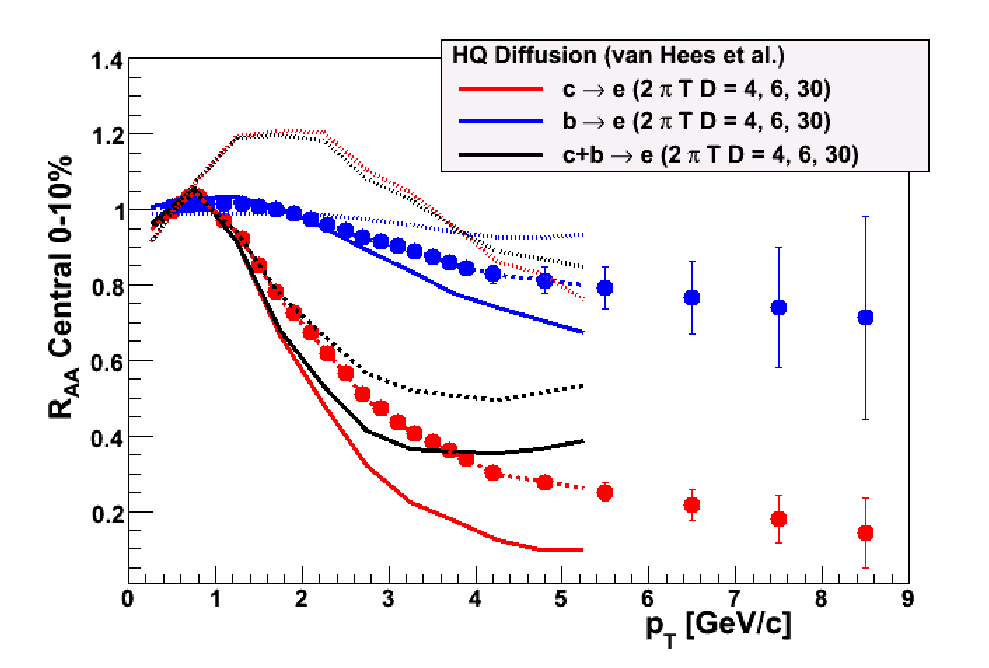 HQ Diffusion (van Hees et al.)
c → e (2 π T D = 4, 6, 30)
b → e (2 π T D = 4, 6, 30)
c+b → e (2 π T D = 4, 6, 30)
R_AA Central 0-10%
1.4
1.2
1
0.8
0.6
0.4
0.2
0 1 2 3 4 5 6 7 8 9
p_T [GeV/c]